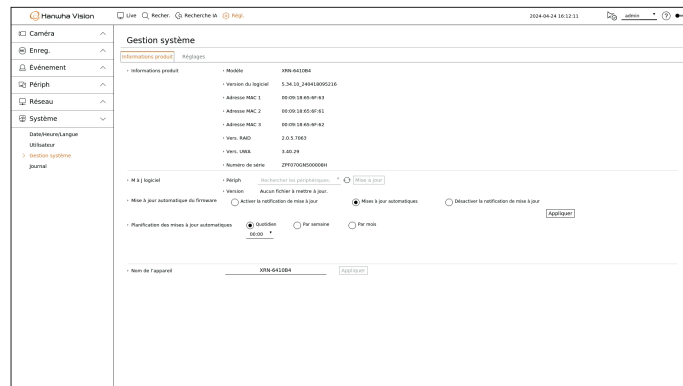 Hanwha Vision
Live
Recher.
Recherche IA
Régl.
2024-04-24 16:12:11
admin
Caméra
Enreg.
Événement
Périph
Réseau
Système
Date/Heure/Langue
Utilisateur
> Gestion système
Journal
Gestion système
Informations produit
Réglages
Informations produit
Modèle XRN-6410B4
Version du logiciel 5.34.10_240418095216
Adresse MAC 1 00:09:18:65:6F:63
Adresse MAC 2 00:09:18:65:6F:61
Adresse MAC 3 00:09:18:65:6F:62
Vers. RAID 2.0.5.7063
Vers. UWA 3.40.29
Numéro de série ZPF070GN500008H
M à J logiciel
Périph Rechercher les périphériques. Mise à jour
Version Aucun fichier à mettre à jour.
Mise à jour automatique du firmware Activer la notification de mise à jour Mises à jour automatiques Désactiver la notification de mise à jour
Appliquer
Planification des mises à jour automatiques Quotidien Par semaine Par mois
00:00
Nom de l'appareil XRN-6410B4 Appliquer